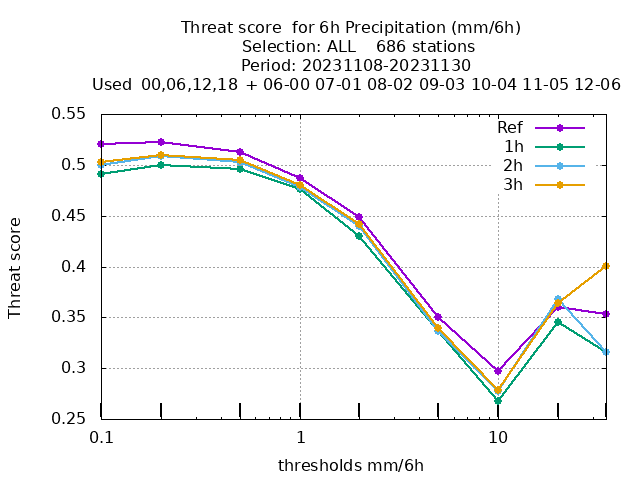 Threat score  for 6h Precipitation (mm/6h)
Selection: ALL    686 stations
Period: 20231108-20231130
Used  00,06,12,18  + 06-00 07-01 08-02 09-03 10-04 11-05 12-06
Threat score
0.55
0.5
0.45
0.4
0.35
0.3
0.25
Ref
1h
2h
3h
0.1
1
10
thresholds mm/6h